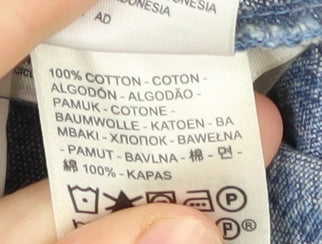 INDONESIA
AD
100% COTTON - COTON -
ALGODÓN - ALGODÃO -
PAMUK - COTONE -
BAUMWOLLE - KATOEN - BA
MBAKI - ХЛОПОК - BAWEŁNA
- PAMUT - BAVLNA - 棉 - 면 -
綿 100% - KAPAS
P
P ®